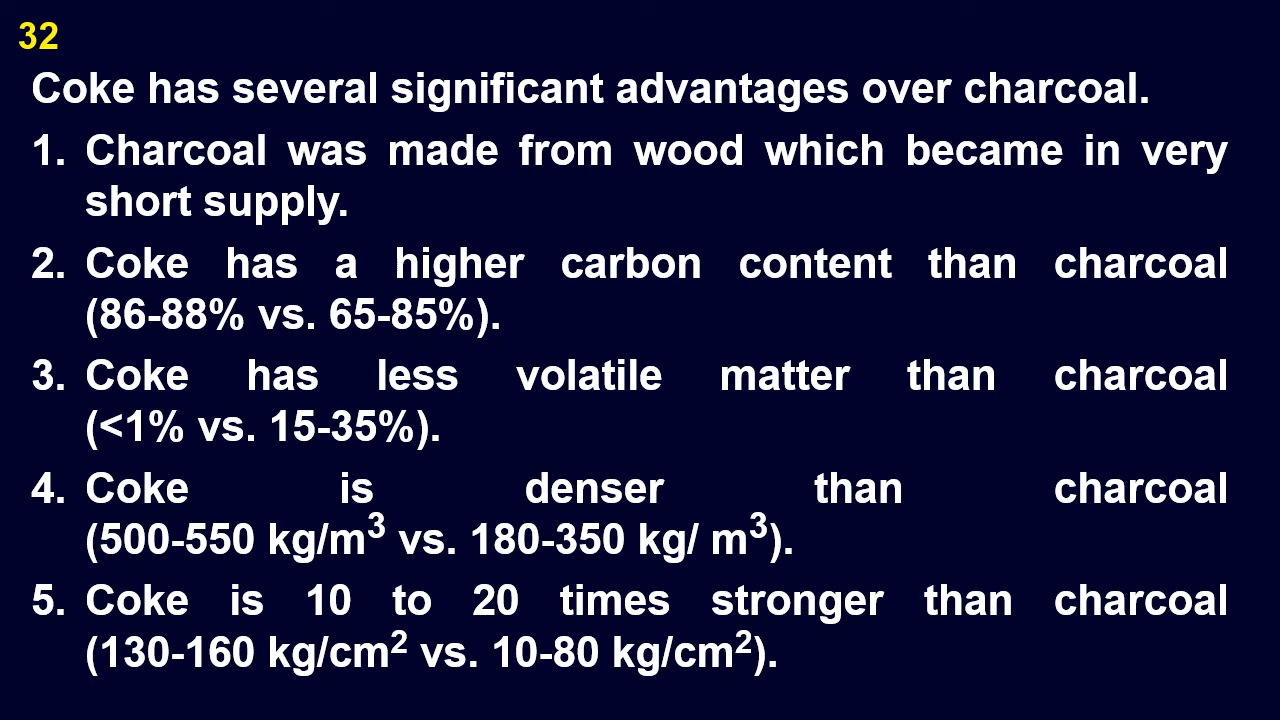 32
Coke has several significant advantages over charcoal.
1. Charcoal was made from wood which became in very
short supply.
2. Coke has a higher carbon content than charcoal
(86-88% vs. 65-85%).
3. Coke has less volatile matter than charcoal
(<1% vs. 15-35%).
4. Coke is denser than charcoal
(500-550 kg/m³ vs. 180-350 kg/ m³).
5. Coke is 10 to 20 times stronger than charcoal
(130-160 kg/cm² vs. 10-80 kg/cm²).